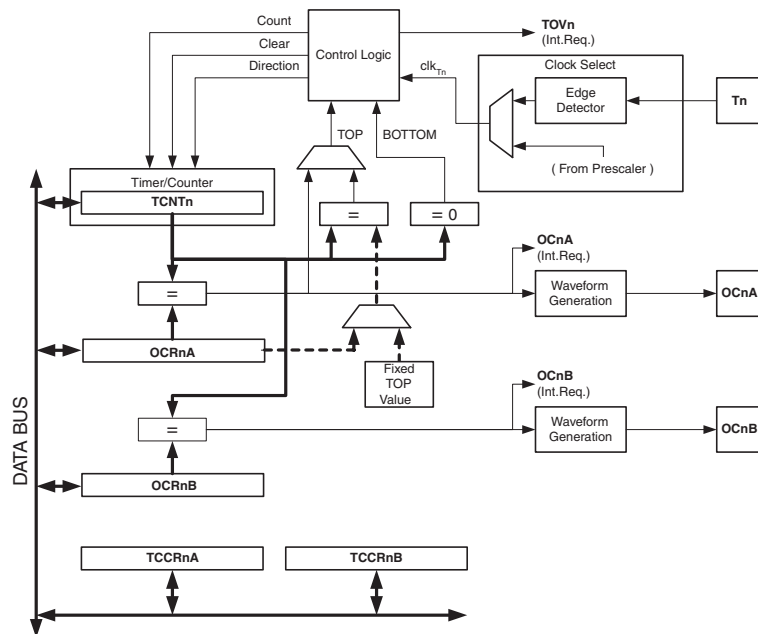 Count
Clear
Direction
Control Logic
TOVn
(Int.Req.)
clkTn
Clock Select
Edge
Detector
Tn
( From Prescaler )
TOP
BOTTOM
Timer/Counter
TCNTn
=
= 0
OCnA
(Int.Req.)
=
Waveform
Generation
OCnA
OCRnA
Fixed
TOP
Value
OCnB
(Int.Req.)
=
Waveform
Generation
OCnB
OCRnB
DATA BUS
TCCRnA
TCCRnB